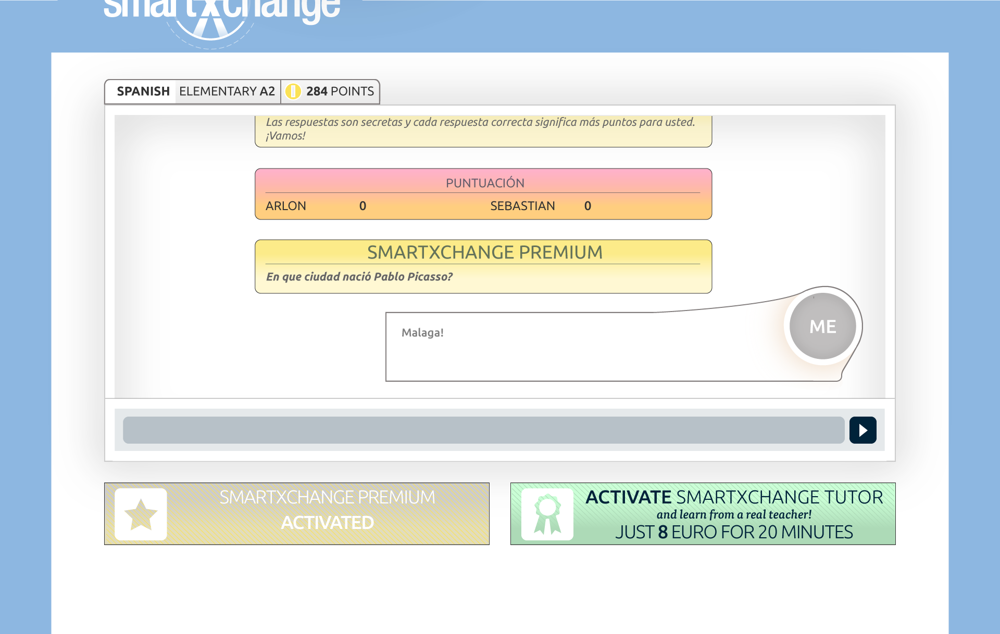 smartxchange
SPANISH ELEMENTARY A2 284 POINTS
Las respuestas son secretas y cada respuesta correcta significa más puntos para usted.
¡Vamos!
PUNTUACIÓN
ARLON 0 SEBASTIAN 0
SMARTXCHANGE PREMIUM
En que ciudad nació Pablo Picasso?
ME
Malaga!
SMARTXCHANGE PREMIUM
ACTIVATED
ACTIVATE SMARTXCHANGE TUTOR
and learn from a real teacher!
JUST 8 EURO FOR 20 MINUTES